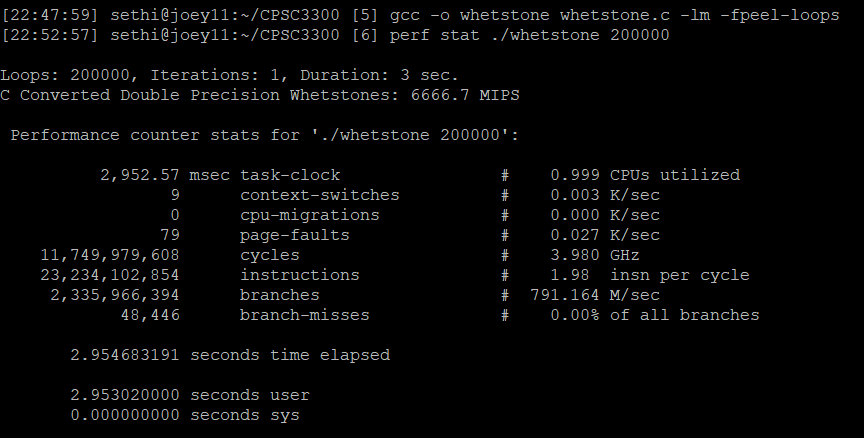 [22:47:59] sethi@joey11:~/CPSC3300 [5] gcc -o whetstone whetstone.c -lm -fpeel-loops
[22:52:57] sethi@joey11:~/CPSC3300 [6] perf stat ./whetstone 200000
Loops: 200000, Iterations: 1, Duration: 3 sec.
C Converted Double Precision Whetstones: 6666.7 MIPS
Performance counter stats for './whetstone 200000':
2,952.57 msec task-clock # 0.999 CPUs utilized
9 context-switches # 0.003 K/sec
0 cpu-migrations # 0.000 K/sec
79 page-faults # 0.027 K/sec
11,749,979,608 cycles # 3.980 GHz
23,234,102,854 instructions # 1.98 insn per cycle
2,335,966,394 branches # 791.164 M/sec
48,446 branch-misses # 0.00% of all branches
2.954683191 seconds time elapsed
2.953020000 seconds user
0.000000000 seconds sys